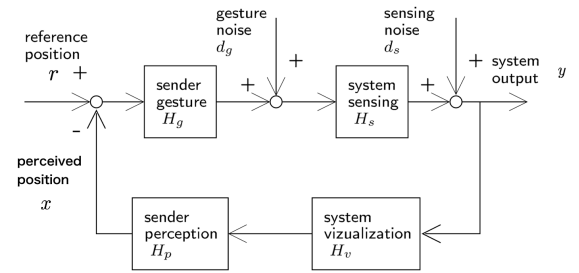 gesture
noise
d_g
sensing
noise
d_s
reference
position
r +
+
+
system
output
y
sender
gesture
H_g
+
system
sensing
H_s
+
-
perceived
position
x
sender
perception
H_p
system
vizualization
H_v